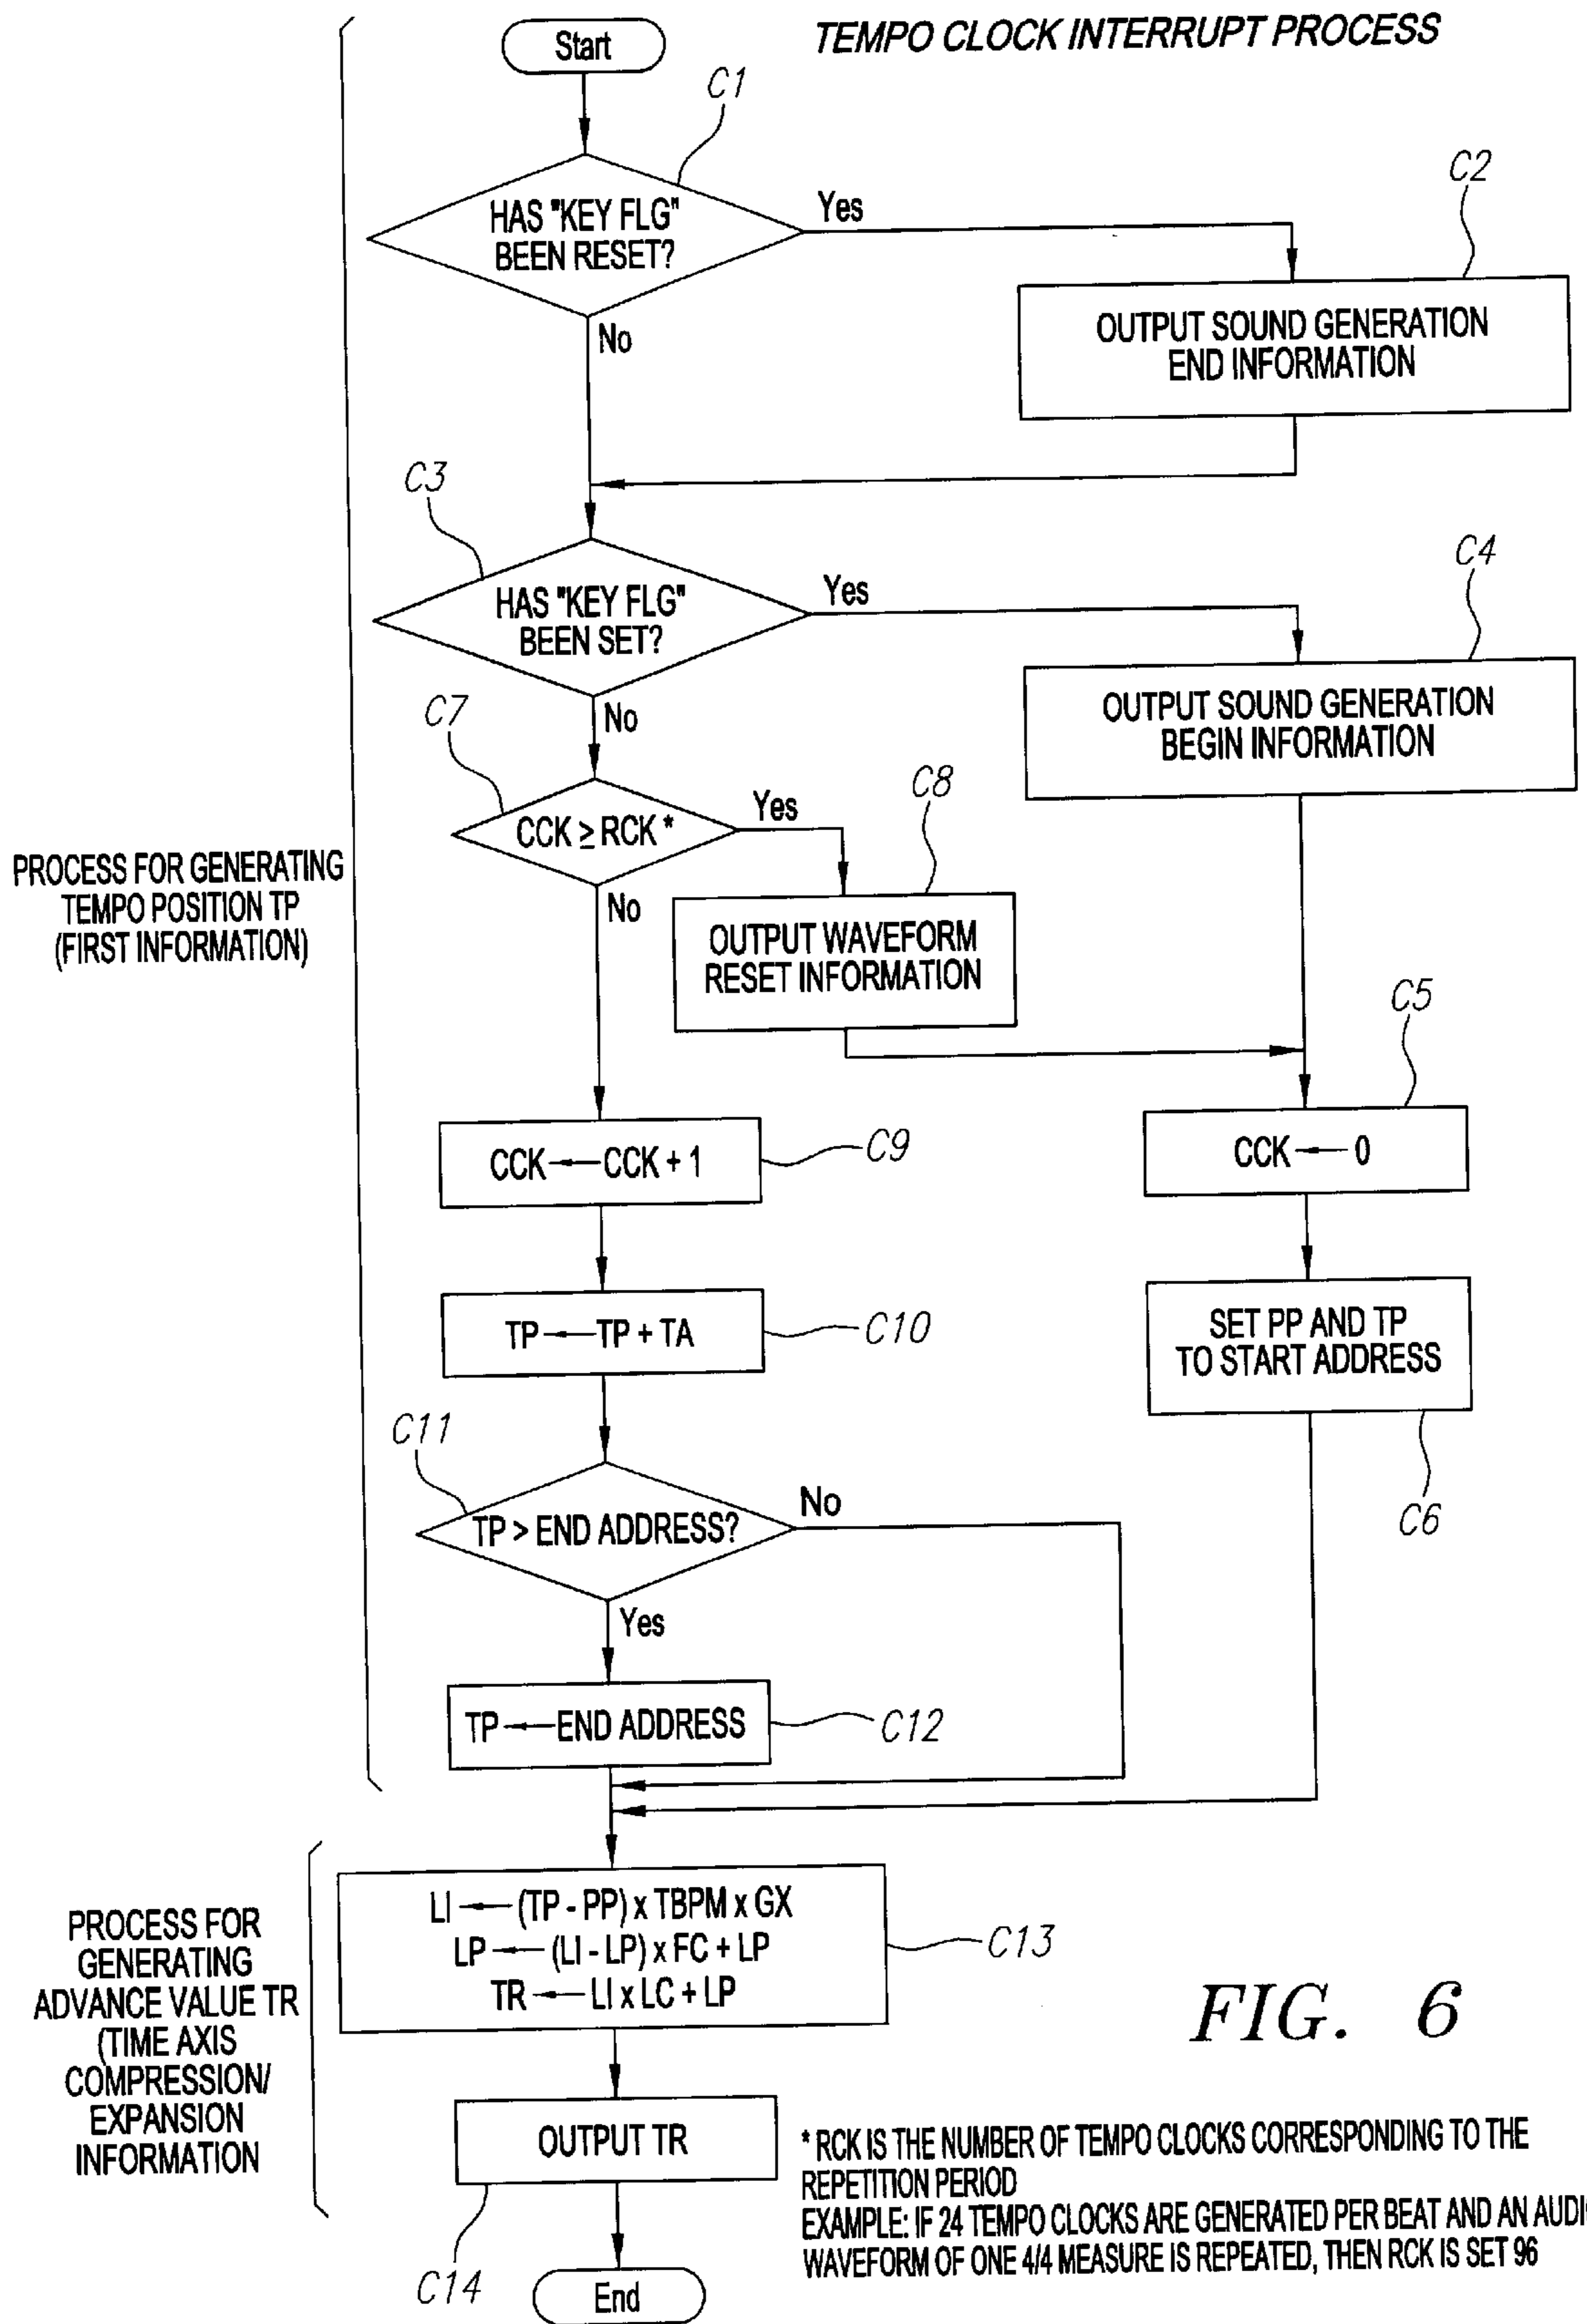 TEMPO CLOCK INTERRUPT PROCESS
Start
C1
HAS "KEY FLG"
BEEN RESET?
Yes
No
C2
OUTPUT SOUND GENERATION
END INFORMATION
C3
HAS "KEY FLG"
BEEN SET?
Yes
No
C4
OUTPUT SOUND GENERATION
BEGIN INFORMATION
C7
CCK ≥ RCK *
Yes
No
C8
OUTPUT WAVEFORM
RESET INFORMATION
PROCESS FOR GENERATING
TEMPO POSITION TP
(FIRST INFORMATION)
C5
CCK ← 0
CCK ← CCK + 1
C9
SET PP AND TP
TO START ADDRESS
C6
TP ← TP + TA
C10
C11
TP > END ADDRESS?
No
Yes
TP ← END ADDRESS
C12
PROCESS FOR
GENERATING
ADVANCE VALUE TR
(TIME AXIS
COMPRESSION/
EXPANSION
INFORMATION
LI ← (TP - PP) x TBPM x GX
LP ← (LI - LP) x FC + LP
TR ← LI x LC + LP
C13
OUTPUT TR
C14
End
FIG. 6
* RCK IS THE NUMBER OF TEMPO CLOCKS CORRESPONDING TO THE
REPETITION PERIOD
EXAMPLE: IF 24 TEMPO CLOCKS ARE GENERATED PER BEAT AND AN
WAVEFORM OF ONE 4/4 MEASURE IS REPEATED, THEN RCK IS SET 96